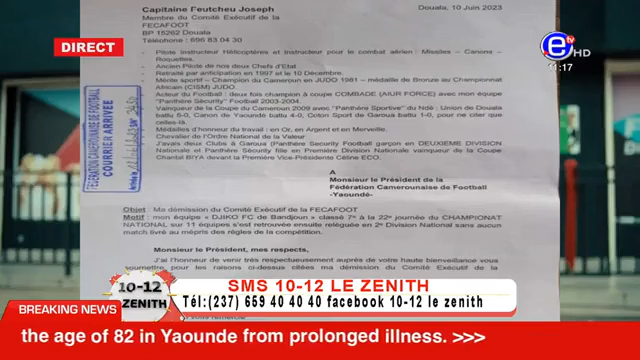 Capitaine Feutcheu Joseph
Douala, 10 Juin 2023
Membre du Comité Exécutif de la
FECAFOOT
BP 15262 Douala
Téléphone : 696 83 04 30
DIRECT
e tv HD
11:17
- Pilote instructeur Hélicoptères et Instructeur pour le combat aérien : Missiles – Canons –
Roquettes.
- Ancien Pilote de nos deux Chefs d'Etat
- Retraité par anticipation en 1997 le 10 Décembre.
- Mérite sportif – Champion du Cameroun en JUDO 1981 – médaille de Bronze au Championnat
Africain (CISM) JUDO.
- Acteur du Football : deux fois champion à coupe COMBADE (AIUR FORCE) avec mon équipe
"Panthère Security" Football 2003-2004.
- Vainqueur de la Coupe du Cameroun 2009 avec "Panthère Sportive" du Ndé : Union de Douala
battu 5-0, Canon de Yaoundé battu 4-0, Coton Sport de Garoua battu 1-0, pour ne citer que
celles-là.
- Médailles d'honneur du travail : en Or, en Argent et en Merveille.
- Chevalier de l'Ordre National de la Valeur
- J'avais deux Clubs à Garoua (Panthère Security Football garçon en DEUXIEME DIVISION
Nationale et Panthère Security fille en Première Division Nationale vainqueur de la Coupe
Chantal BIYA devant la Première Vice-Présidente Céline ECO.
FEDERATION CAMEROUNAISE DE FOOTBALL
COURRIER ARRIVEE
A
Monsieur le Président de la
Fédération Camerounaise de Football
-Yaoundé-
Objet : Ma démission du Comité Exécutif de la FECAFOOT
Motif : mon équipe « DJIKO FC de Bandjoun » classé 7e à la 22e journée du CHAMPIONNAT
NATIONAL sur 11 équipes s'est retrouvée ensuite reléguée en 2e Division National sans aucun
match livré au mépris des règles de la compétition.
Monsieur le Président, mes respects,
J'ai l'honneur de venir très respectueusement auprès de votre haute bienveillance vous
soumettre pour les raisons ci-dessus citées ma démission du Comité Exécutif de la
10-12
ZENITH
SMS 10-12 LE ZENITH
Tél:(237) 659 40 40 40 facebook 10-12 le zenith
BREAKING NEWS
the age of 82 in Yaounde from prolonged illness. >>>